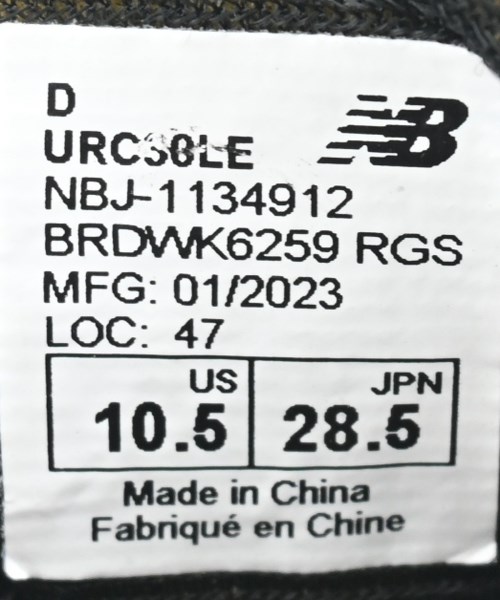 D
NB
NBJ-1134912
BRDWK6259 RGS
MFG: 01/2023
LOC: 47
US JPN
10.5 28.5
Made in China
Fabriqué en Chine